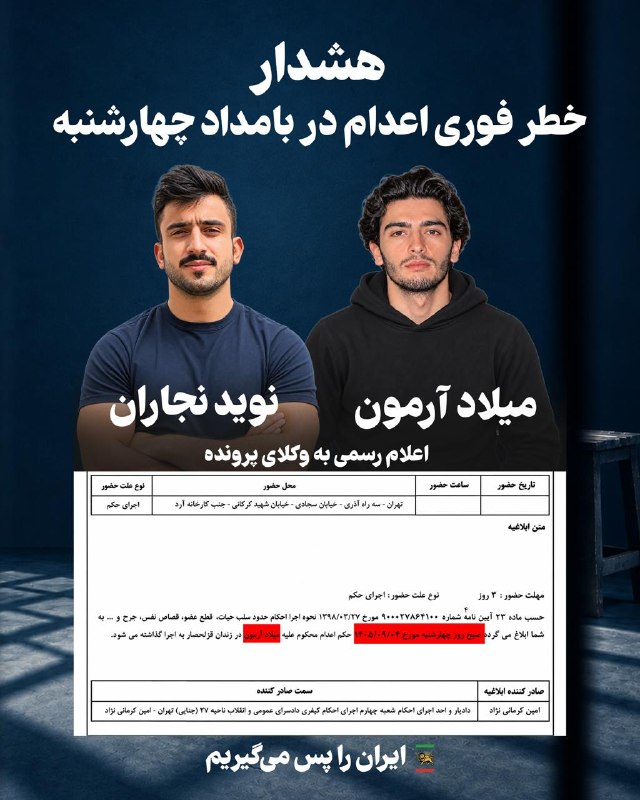 هشدار
خطر فوری اعدام در بامداد چهارشنبه
میلاد آرمون
نوید نجاران
اعلام رسمی به وکلای پرونده
تاریخ حضور ساعت حضور محل حضور نوع علت حضور
تهران - سه راه آذری - خیابان سجادی - خیابان شهید کرکانی - جنب کارخانه آرد اجرای حکم
متن ابلاغیه
مهلت حضور : ۳ روز نوع علت حضور : اجرای حکم
حسب ماده ۲۳ آیین نامه شماره ۹۰۰۰۲۷۸۶۴۱۰۰ مورخ ۱۳۹۸/۰۳/۲۷ نحوه اجرا احکام حدود سلب حیات، قطع عضو، قصاص نفس، جرح و ... به
شما ابلاغ می گردد صبح روز چهارشنبه مورخ ۱۴۰۵/۰۹/۰۴ حکم اعدام محکوم علیه میلاد آرمون در زندان قزلحصار به اجرا گذاشته می شود.
صادر کننده ابلاغیه سمت صادر کننده
امین کرمانی نژاد دادیار و احد اجرای احکام شعبه چهارم اجرای احکام کیفری دادسرای عمومی و انقلاب ناحیه ۲۷ (جنایی) تهران - امین کرمانی نژاد
ایران را پس می‌گیریم